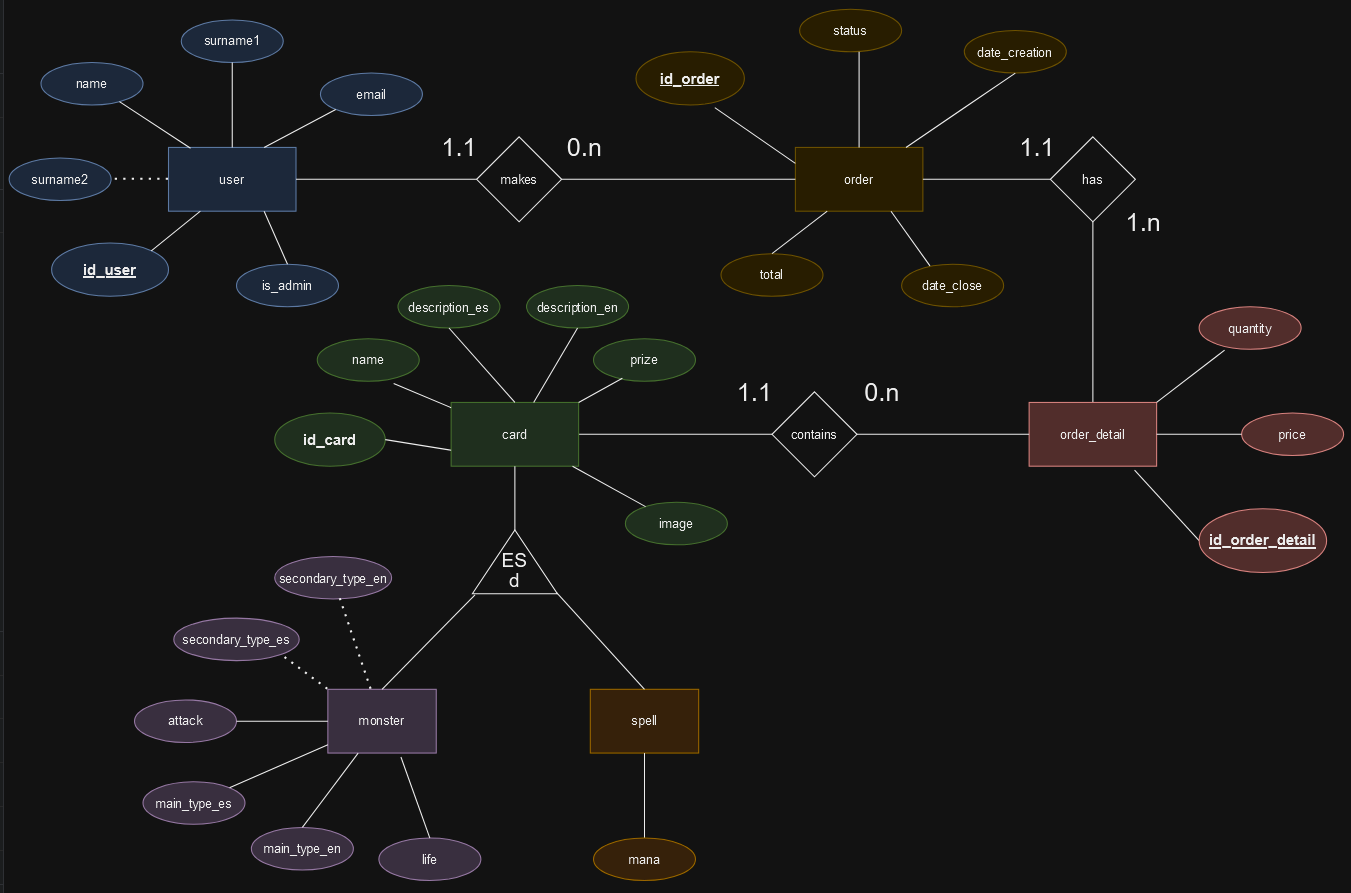 status
surname1
date_creation
id_order
name
email
1.1
0.n
1.1
user
makes
order
has
surname2
1.n
id_user
total
is_admin
date_close
description_es
description_en
quantity
name
prize
1.1
0.n
id_card
card
contains
order_detail
price
image
id_order_detail
ES
d
secondary_type_en
secondary_type_es
attack
monster
spell
main_type_es
main_type_en
life
mana